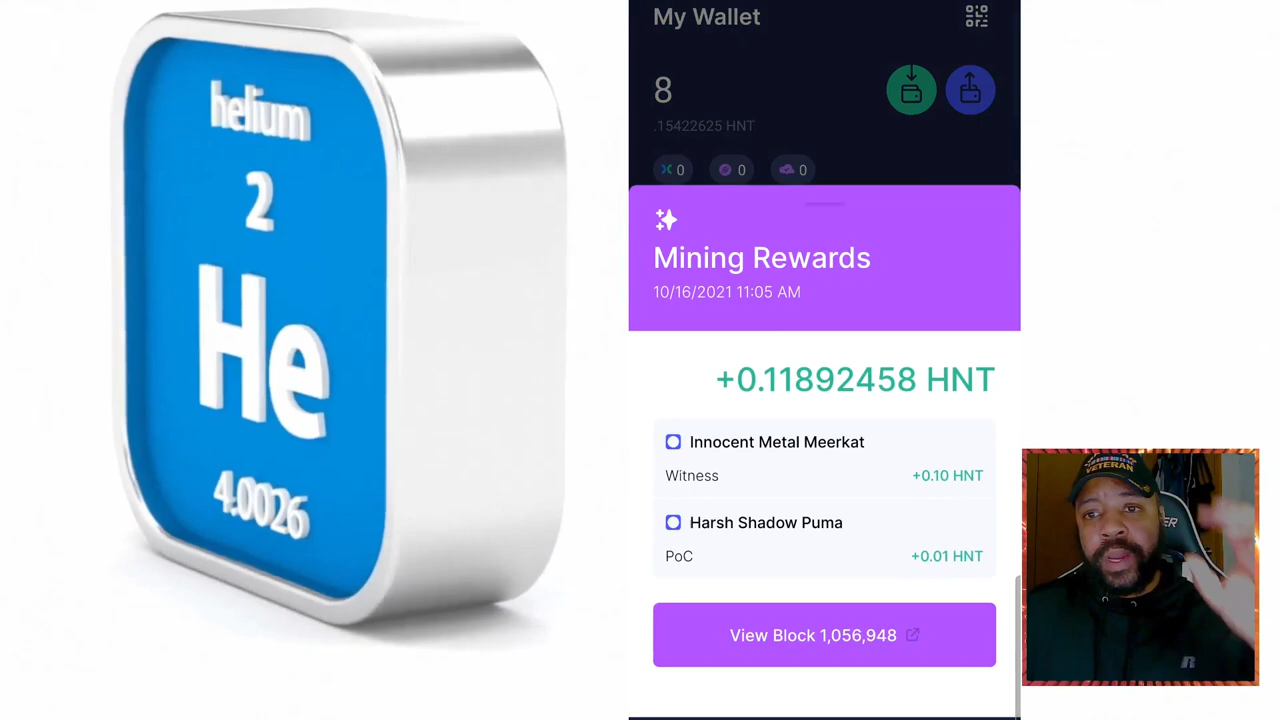 helium
2
He
4.0026
My Wallet
8
.15422625 HNT
0 0 0
Mining Rewards
10/16/2021 11:05 AM
+0.11892458 HNT
Innocent Metal Meerkat
Witness +0.10 HNT
Harsh Shadow Puma
PoC +0.01 HNT
View Block 1,056,948
VETERAN
ER
R